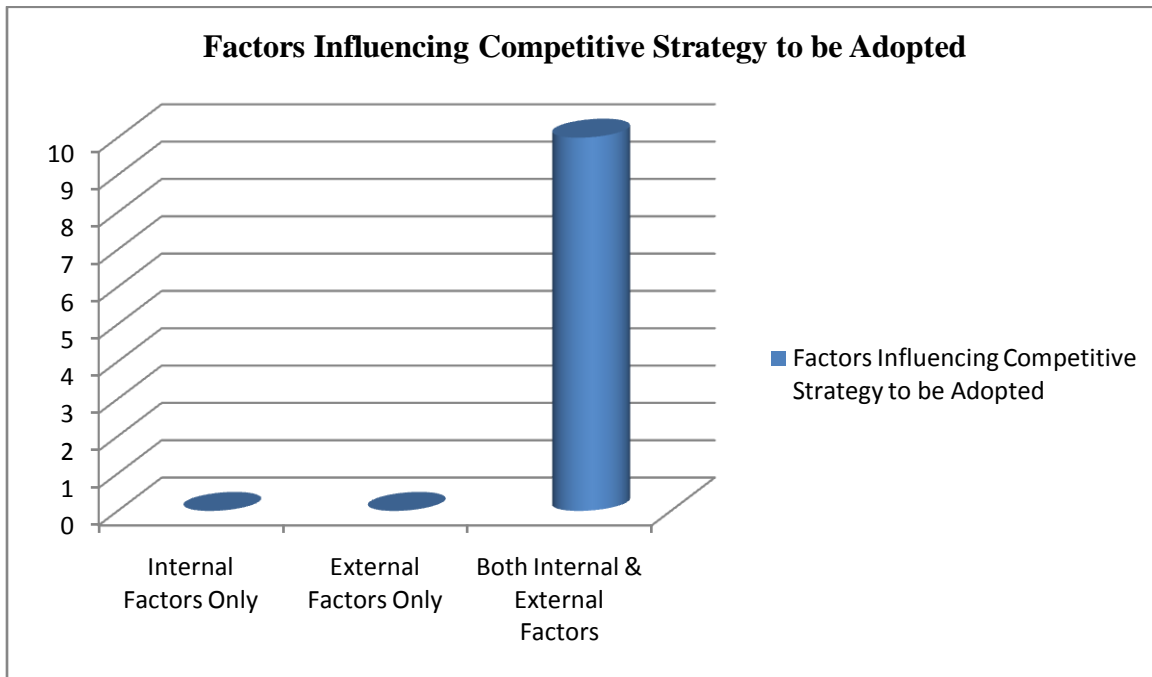 Factors Influencing Competitive Strategy to be Adopted
10
9
8
7
6
5
4
3
2
1
0
Internal
Factors Only
External
Factors Only
Both Internal &
External
Factors
Factors Influencing Competitive
Strategy to be Adopted